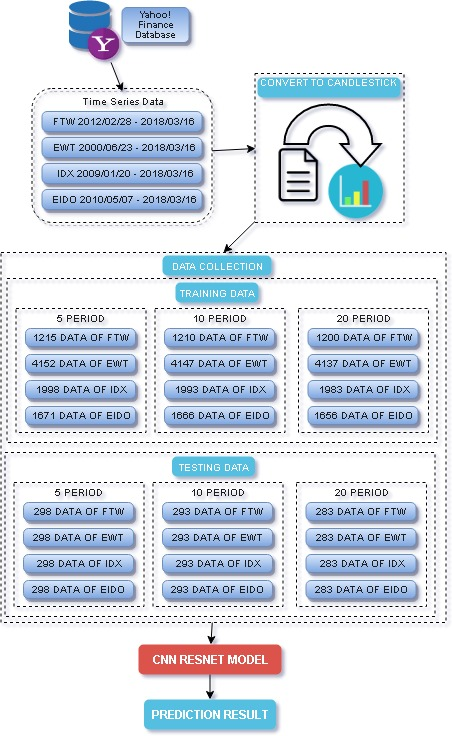 Yahoo!
Finance
Database
Y
Time Series Data
FTW 2012/02/28 - 2018/03/16
EWT 2000/06/23 - 2018/03/16
IDX 2009/01/20 - 2018/03/16
EIDO 2010/05/07 - 2018/03/16
CONVERT TO CANDLESTICK
DATA COLLECTION
TRAINING DATA
5 PERIOD
1215 DATA OF FTW
4152 DATA OF EWT
1998 DATA OF IDX
1671 DATA OF EIDO
10 PERIOD
1210 DATA OF FTW
4147 DATA OF EWT
1993 DATA OF IDX
1666 DATA OF EIDO
20 PERIOD
1200 DATA OF FTW
4137 DATA OF EWT
1983 DATA OF IDX
1656 DATA OF EIDO
TESTING DATA
5 PERIOD
298 DATA OF FTW
298 DATA OF EWT
298 DATA OF IDX
298 DATA OF EIDO
10 PERIOD
293 DATA OF FTW
293 DATA OF EWT
293 DATA OF IDX
293 DATA OF EIDO
20 PERIOD
283 DATA OF FTW
283 DATA OF EWT
283 DATA OF IDX
283 DATA OF EIDO
CNN RESNET MODEL
PREDICTION RESULT